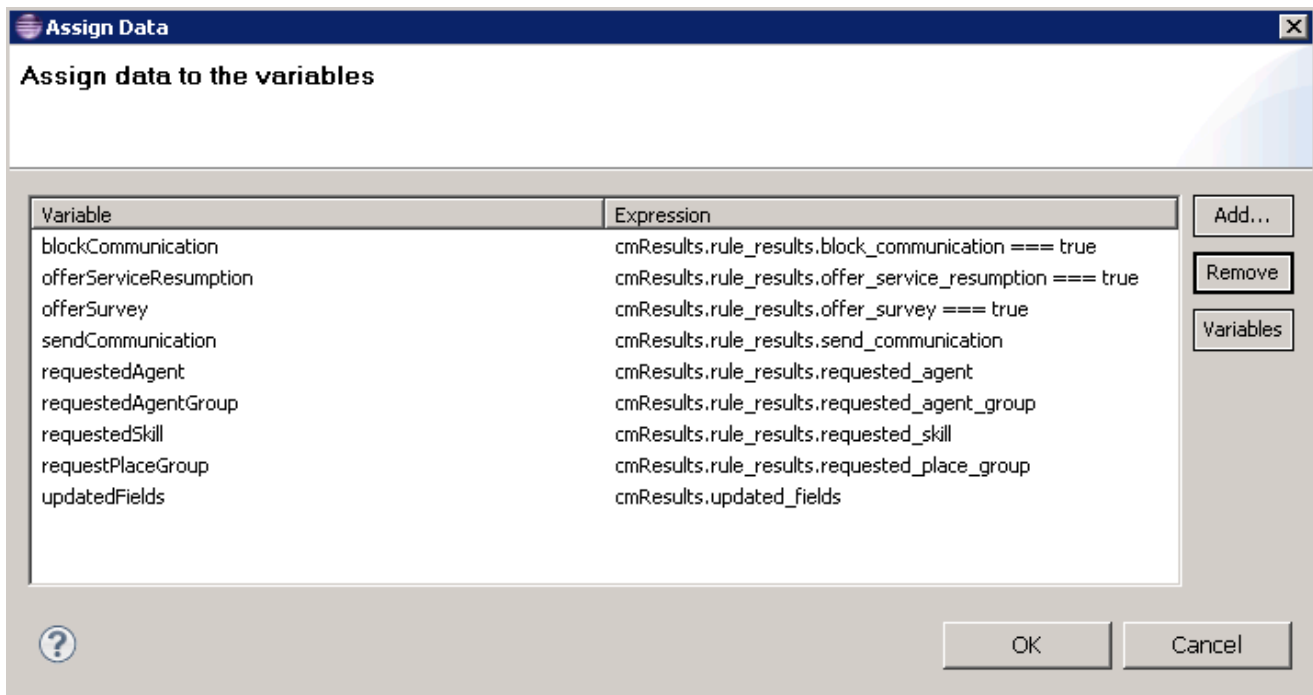 Assign Data
Assign data to the variables
Variable Expression Add...
blockCommunication cmResults.rule_results.block_communication === true
offerServiceResumption cmResults.rule_results.offer_service_resumption === true Remove
offerSurvey cmResults.rule_results.offer_survey === true
sendCommunication cmResults.rule_results.send_communication Variables
requestedAgent cmResults.rule_results.requested_agent
requestedAgentGroup cmResults.rule_results.requested_agent_group
requestedSkill cmResults.rule_results.requested_skill
requestPlaceGroup cmResults.rule_results.requested_place_group
updatedFields cmResults.updated_fields
? OK Cancel